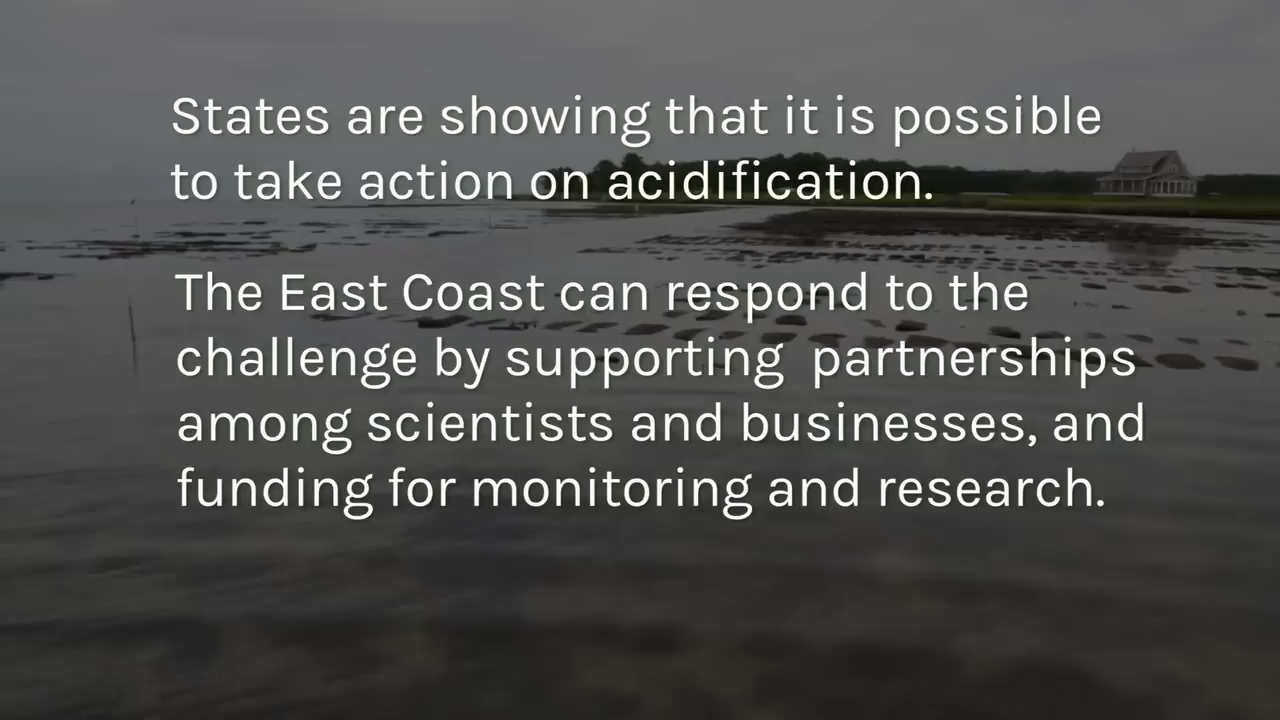 States are showing that it is possible
to take action on acidification.
The East Coast can respond to the
challenge by supporting  partnerships
among scientists and businesses, and
funding for monitoring and research.